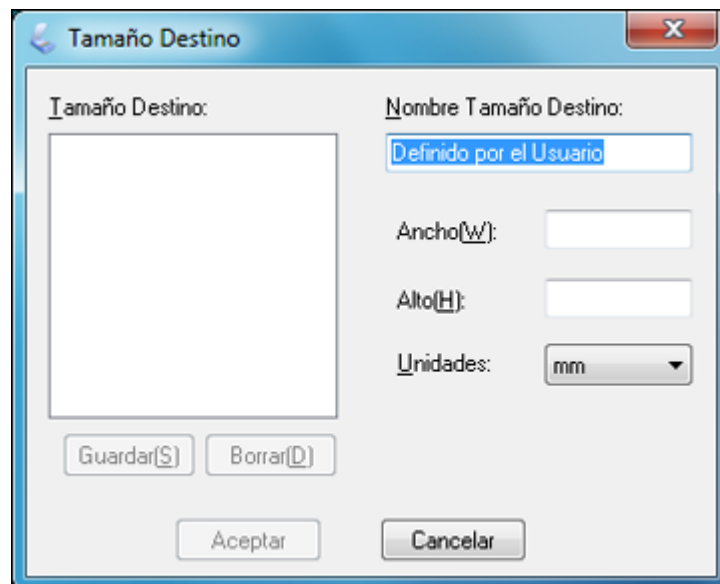 Tamaño Destino
Tamaño Destino:
Nombre Tamaño Destino:
Definido por el Usuario
Ancho(W):
Alto(H):
Unidades:
mm
Guardar(S)
Borrar(D)
Aceptar
Cancelar